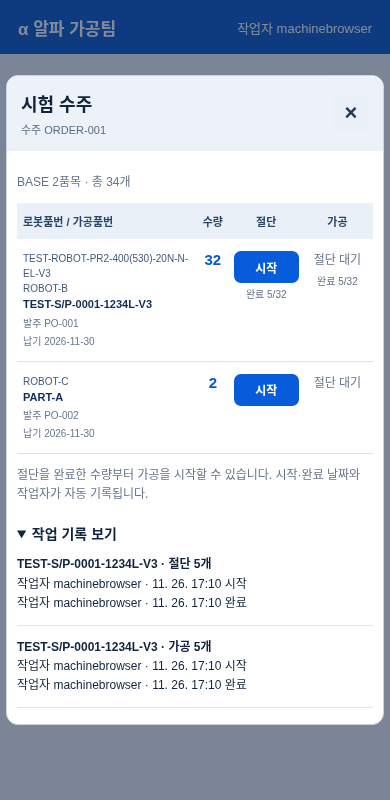 α 알파 가공팀
작업자 machinebrowser
시험 수주
수주 ORDER-001
×
BASE 2품목 · 총 34개
로봇품번 / 가공품번 수량 절단 가공
TEST-ROBOT-PR2-400(530)-20N-N-
EL-V3
ROBOT-B
TEST-S/P-0001-1234L-V3
발주 PO-001
납기 2026-11-30
32
시작
완료 5/32
절단 대기
완료 5/32
ROBOT-C
PART-A
발주 PO-002
납기 2026-11-30
2
시작
절단 대기
절단을 완료한 수량부터 가공을 시작할 수 있습니다. 시작·완료 날짜와
작업자가 자동 기록됩니다.
▼ 작업 기록 보기
TEST-S/P-0001-1234L-V3 · 절단 5개
작업자 machinebrowser · 11. 26. 17:10 시작
작업자 machinebrowser · 11. 26. 17:10 완료
TEST-S/P-0001-1234L-V3 · 가공 5개
작업자 machinebrowser · 11. 26. 17:10 시작
작업자 machinebrowser · 11. 26. 17:10 완료